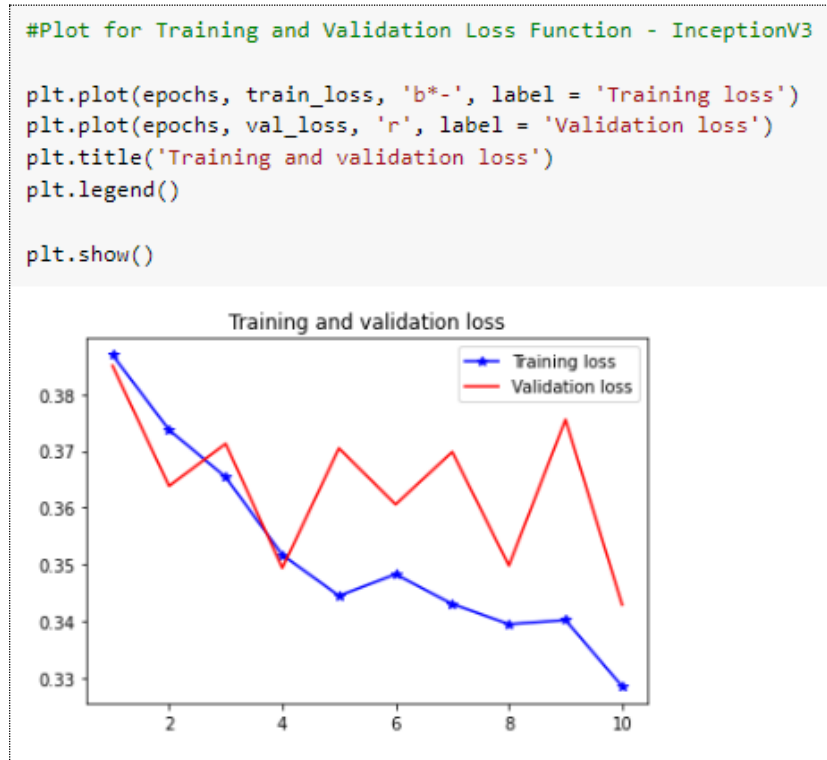 #Plot for Training and Validation Loss Function - InceptionV3
plt.plot(epochs, train_loss, 'b*-', label = 'Training loss')
plt.plot(epochs, val_loss, 'r', label = 'Validation loss')
plt.title('Training and validation loss')
plt.legend()
plt.show()
Training and validation loss
Training loss
Validation loss
0.38
0.37
0.36
0.35
0.34
0.33
2 4 6 8 10